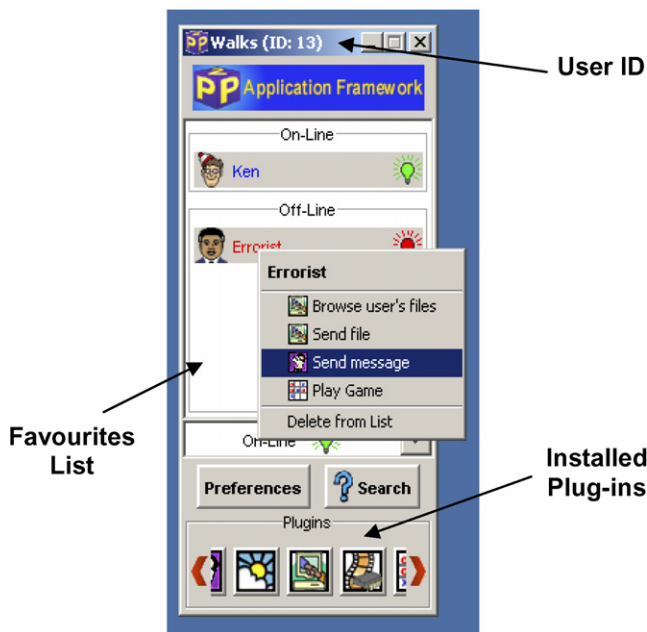 Walks (ID: 13)
User ID
P2P Application Framework
On-Line
Ken
Off-Line
Errorist
Errorist
Browse user's files
Send file
Send message
Play Game
Delete from List
Favourites
List
On-Line
Preferences
Search
Installed
Plug-ins
Plugins